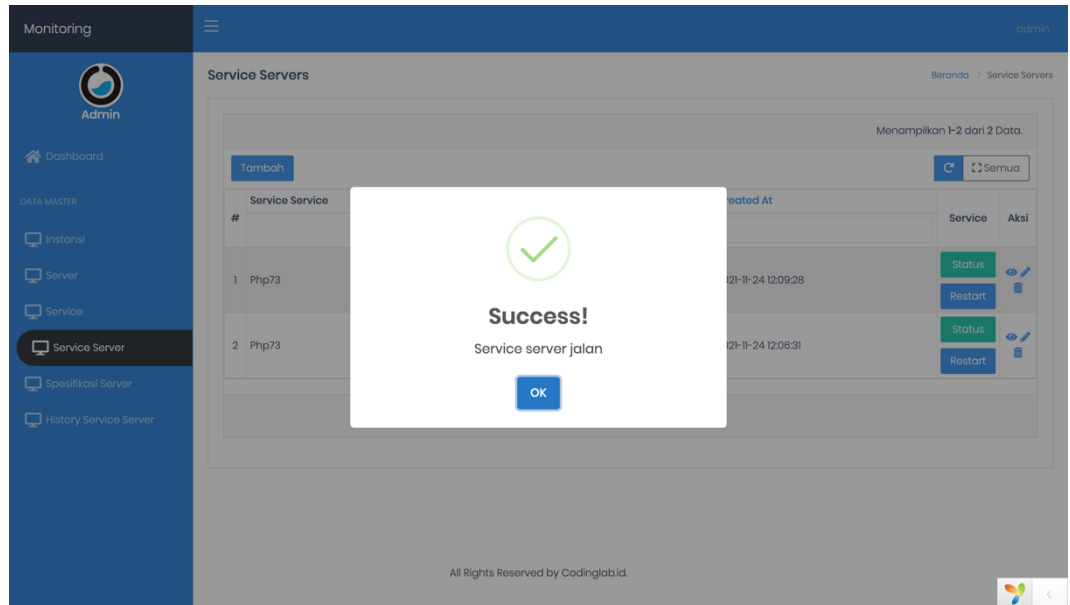 Monitoring
admin
Admin
Dashboard
DATA MASTER
Instansi
Server
Service
Service Server
Spesifikasi Server
History Service Server
Service Servers
Beranda > Service Servers
Menampilkan 1-2 dari 2 Data.
Tambah
Semua
# Service Service
Service Aksi
1 Php73
Status
Restart
2 Php73
Status
Restart
Success!
Service server jalan
OK
All Rights Reserved by Codinglab.id.